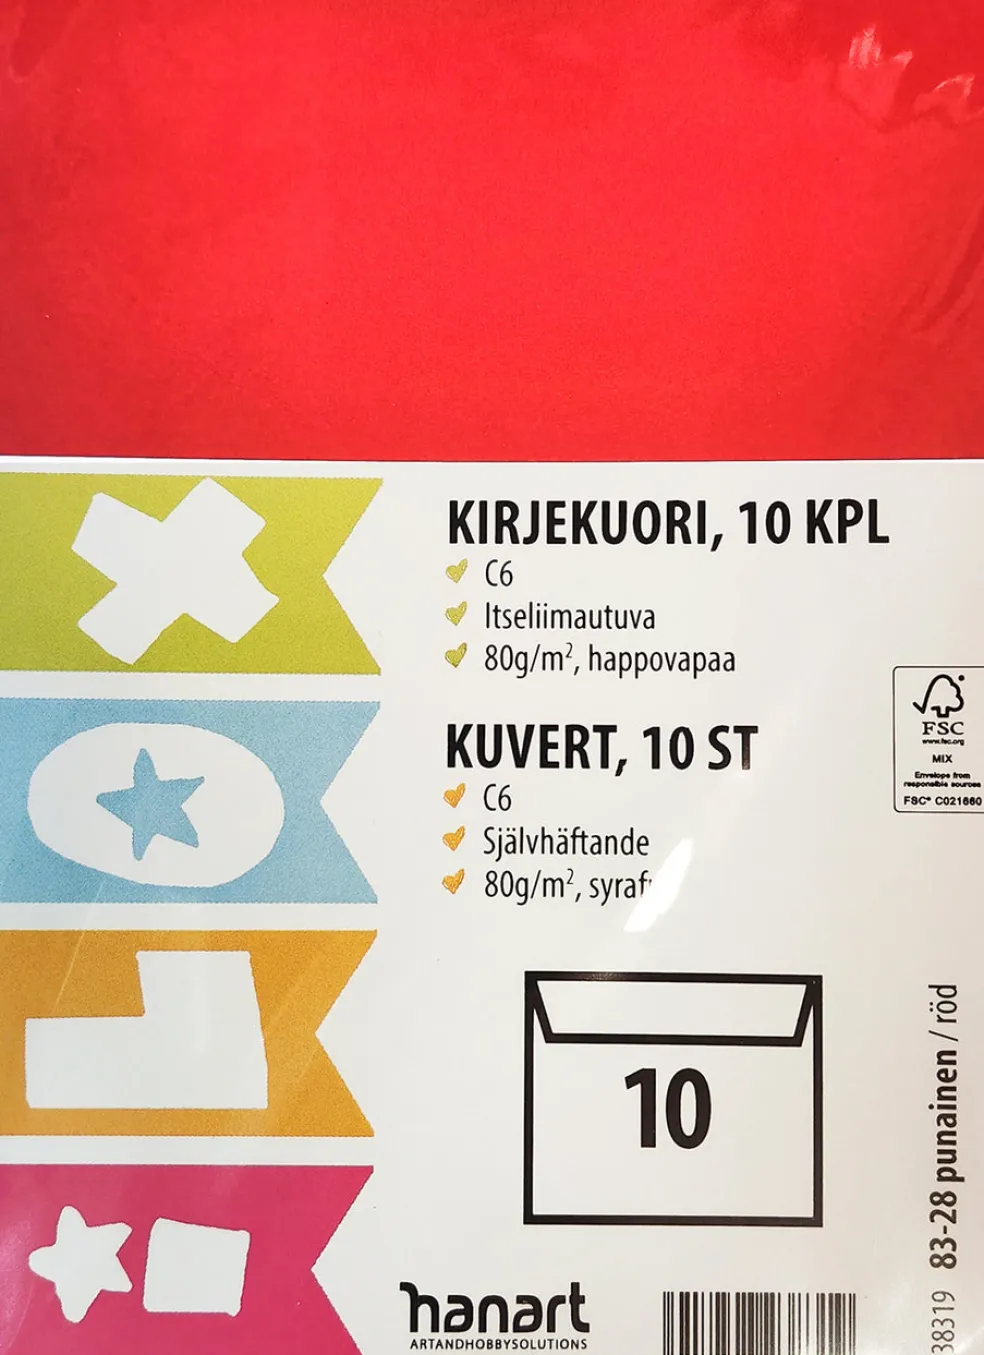 KIRJEKUORI, 10 KPL
C6
Itseliimautuva
80g/m², happovapaa
KUVERT, 10 ST
C6
Självhäftande
80g/m²,
FSC
www.fsc.org
MIX
Envelope from
responsible sources
FSC® C021660
10
83-28 punainen / röd
38319
hanart
ARTANDHOBBYSOLUTIONS